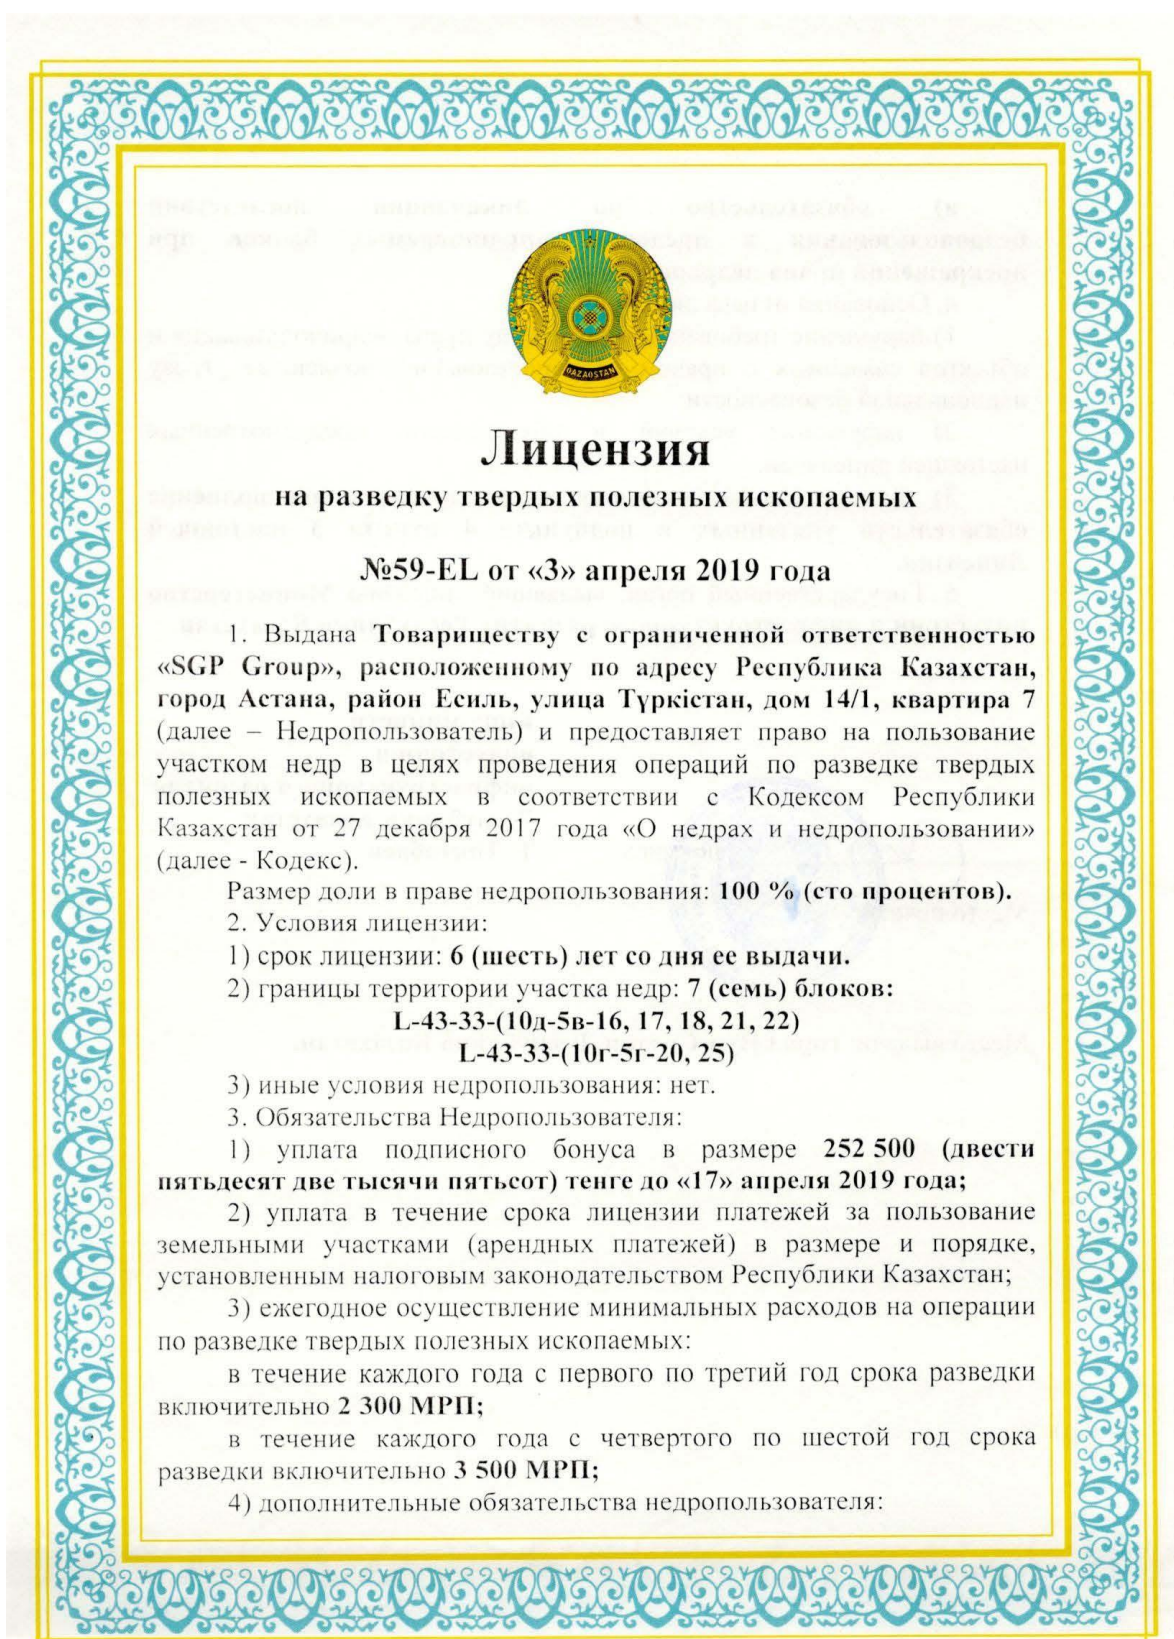 QAZAQSTAN
Лицензия
на разведку твердых полезных ископаемых
№59-EL от «3» апреля 2019 года
1. Выдана Товариществу с ограниченной ответственностью
«SGP Group», расположенному по адресу Республика Казахстан,
город Астана, район Есиль, улица Түркістан, дом 14/1, квартира 7
(далее – Недропользователь) и предоставляет право на пользование
участком недр в целях проведения операций по разведке твердых
полезных ископаемых в соответствии с Кодексом Республики
Казахстан от 27 декабря 2017 года «О недрах и недропользовании»
(далее - Кодекс).
Размер доли в праве недропользования: 100 % (сто процентов).
2. Условия лицензии:
1) срок лицензии: 6 (шесть) лет со дня ее выдачи.
2) границы территории участка недр: 7 (семь) блоков:
L-43-33-(10д-5в-16, 17, 18, 21, 22)
L-43-33-(10г-5г-20, 25)
3) иные условия недропользования: нет.
3. Обязательства Недропользователя:
1) уплата подписного бонуса в размере 252 500 (двести
пятьдесят две тысячи пятьсот) тенге до «17» апреля 2019 года;
2) уплата в течение срока лицензии платежей за пользование
земельными участками (арендных платежей) в размере и порядке,
установленным налоговым законодательством Республики Казахстан;
3) ежегодное осуществление минимальных расходов на операции
по разведке твердых полезных ископаемых:
в течение каждого года с первого по третий год срока разведки
включительно 2 300 МРП;
в течение каждого года с четвертого по шестой год срока
разведки включительно 3 500 МРП;
4) дополнительные обязательства недропользователя: